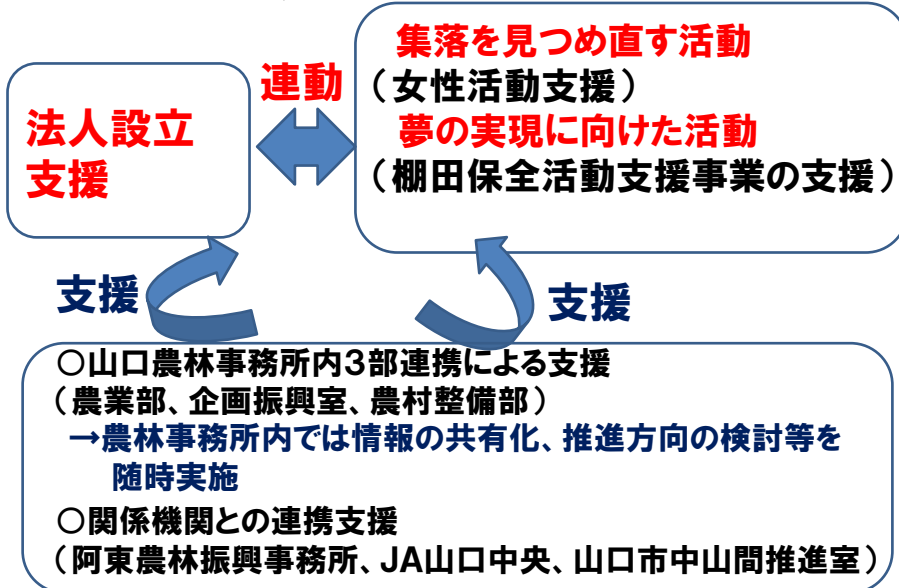 集落を見つめ直す活動
(女性活動支援)
夢の実現に向けた活動
(棚田保全活動支援事業の支援)
連動
法人設立
支援
支援
支援
○山口農林事務所内3部連携による支援
(農業部、企画振興室、農村整備部)
→農林事務所内では情報の共有化、推進方向の検討等を
随時実施
○関係機関との連携支援
(阿東農林振興事務所、JA山口中央、山口市中山間推進室)